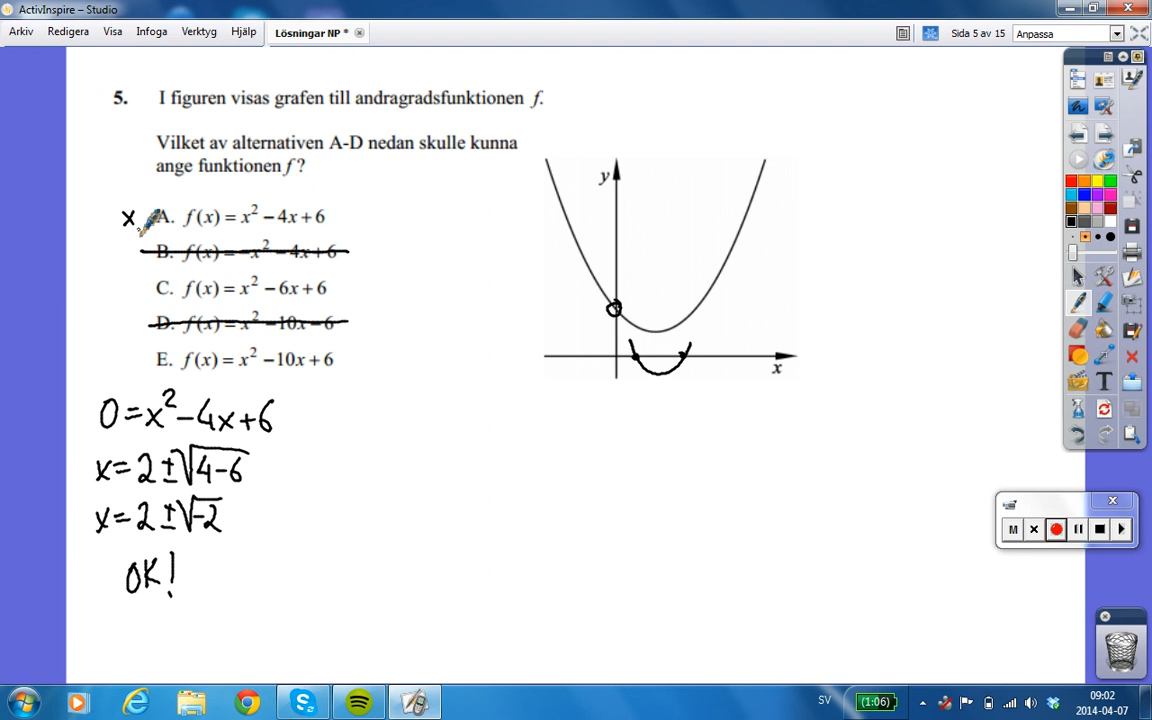 ActivInspire – Studio
Arkiv Redigera Visa Infoga Verktyg Hjälp Lösningar NP * Sida 5 av 15 Anpassa
5. I figuren visas grafen till andragradsfunktionen f.
Vilket av alternativen A-D nedan skulle kunna
ange funktionen f ?
x A. f(x) = x² − 4x + 6
B. f(x) = −x² − 4x + 6
C. f(x) = x² − 6x + 6
D. f(x) = x² − 10x − 6
E. f(x) = x² − 10x + 6
y
x
0 = x² − 4x + 6
x = 2 ± √4−6
x = 2 ± √−2
OK!
M
T
SV (1:06) 09:02
2014-04-07